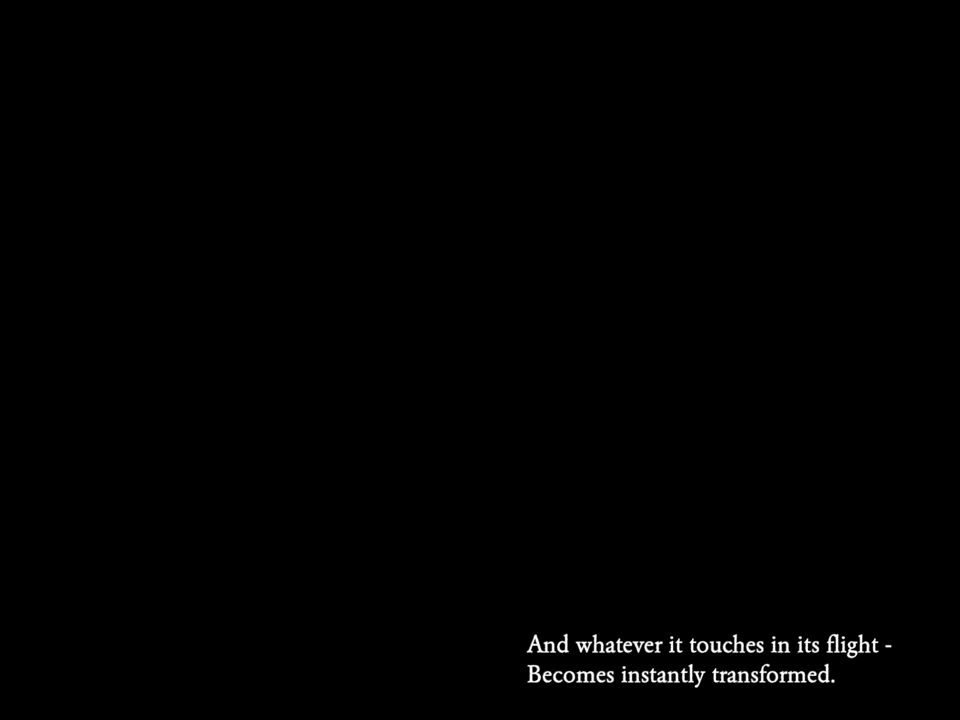 And whatever it touches in its flight -
Becomes instantly transformed.